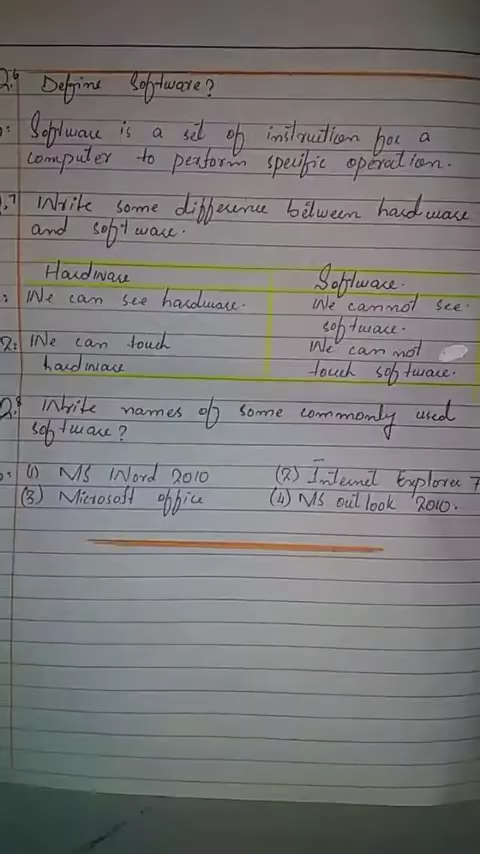 Q.6 Define Software?
Software is a set of instruction for a
computer to perform specific operation.
Q.7 Write some difference between hardware
and software.
Hardware Software.
We can see hardware. We cannot see
software.
2: We can touch We can not
hardware touch software.
Q.8 Write names of some commonly used
software?
(1) MS Word 2010 (2) Internet Explorer 7
(3) Microsoft office (4) MS outlook 2010.